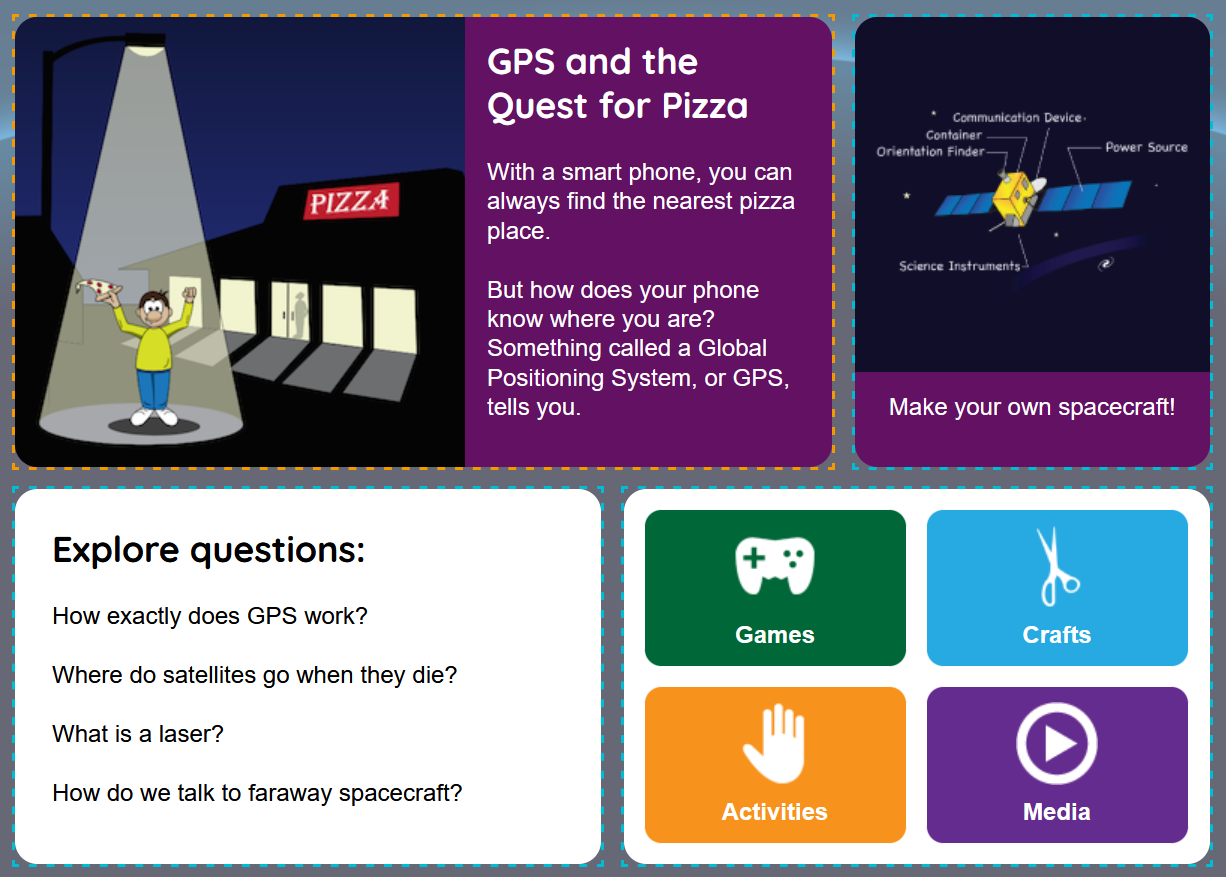 PIZZA
GPS and the
Quest for Pizza
With a smart phone, you can
always find the nearest pizza
place.
But how does your phone
know where you are?
Something called a Global
Positioning System, or GPS,
tells you.
Communication Device
Container
Orientation Finder
Power Source
Science Instruments
Make your own spacecraft!
Explore questions:
How exactly does GPS work?
Where do satellites go when they die?
What is a laser?
How do we talk to faraway spacecraft?
Games
Crafts
Activities
Media